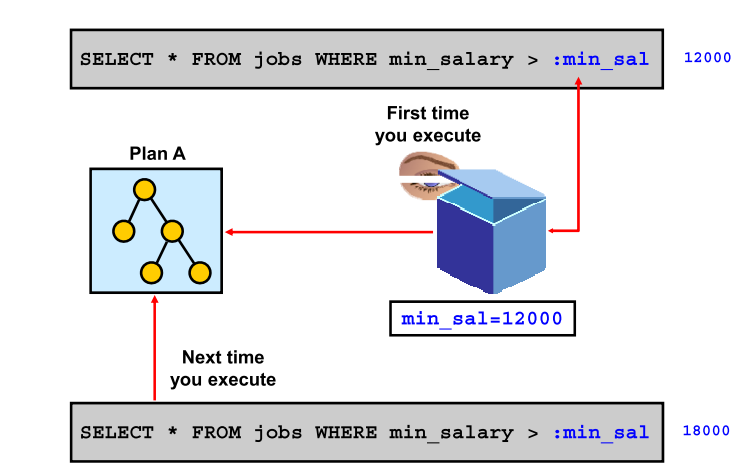 SELECT * FROM jobs WHERE min_salary > :min_sal 12000
First time
you execute
Plan A
min_sal=12000
Next time
you execute
SELECT * FROM jobs WHERE min_salary > :min_sal 18000